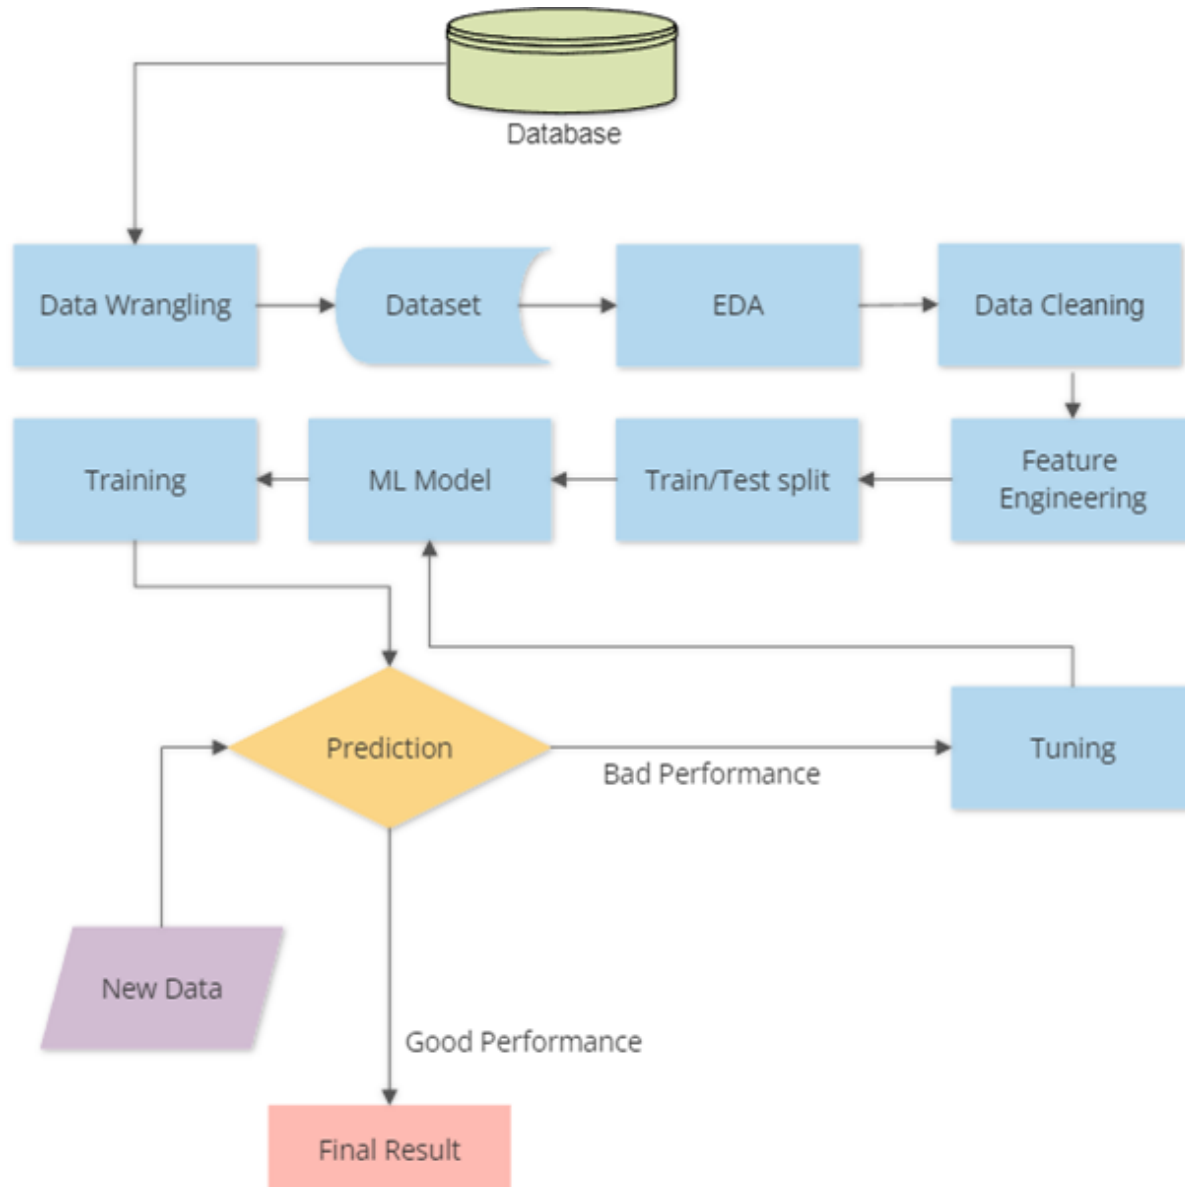 Database
Data Wrangling
Dataset
EDA
Data Cleaning
Training
ML Model
Train/Test split
Feature
Engineering
Prediction
Bad Performance
Tuning
New Data
Good Performance
Final Result